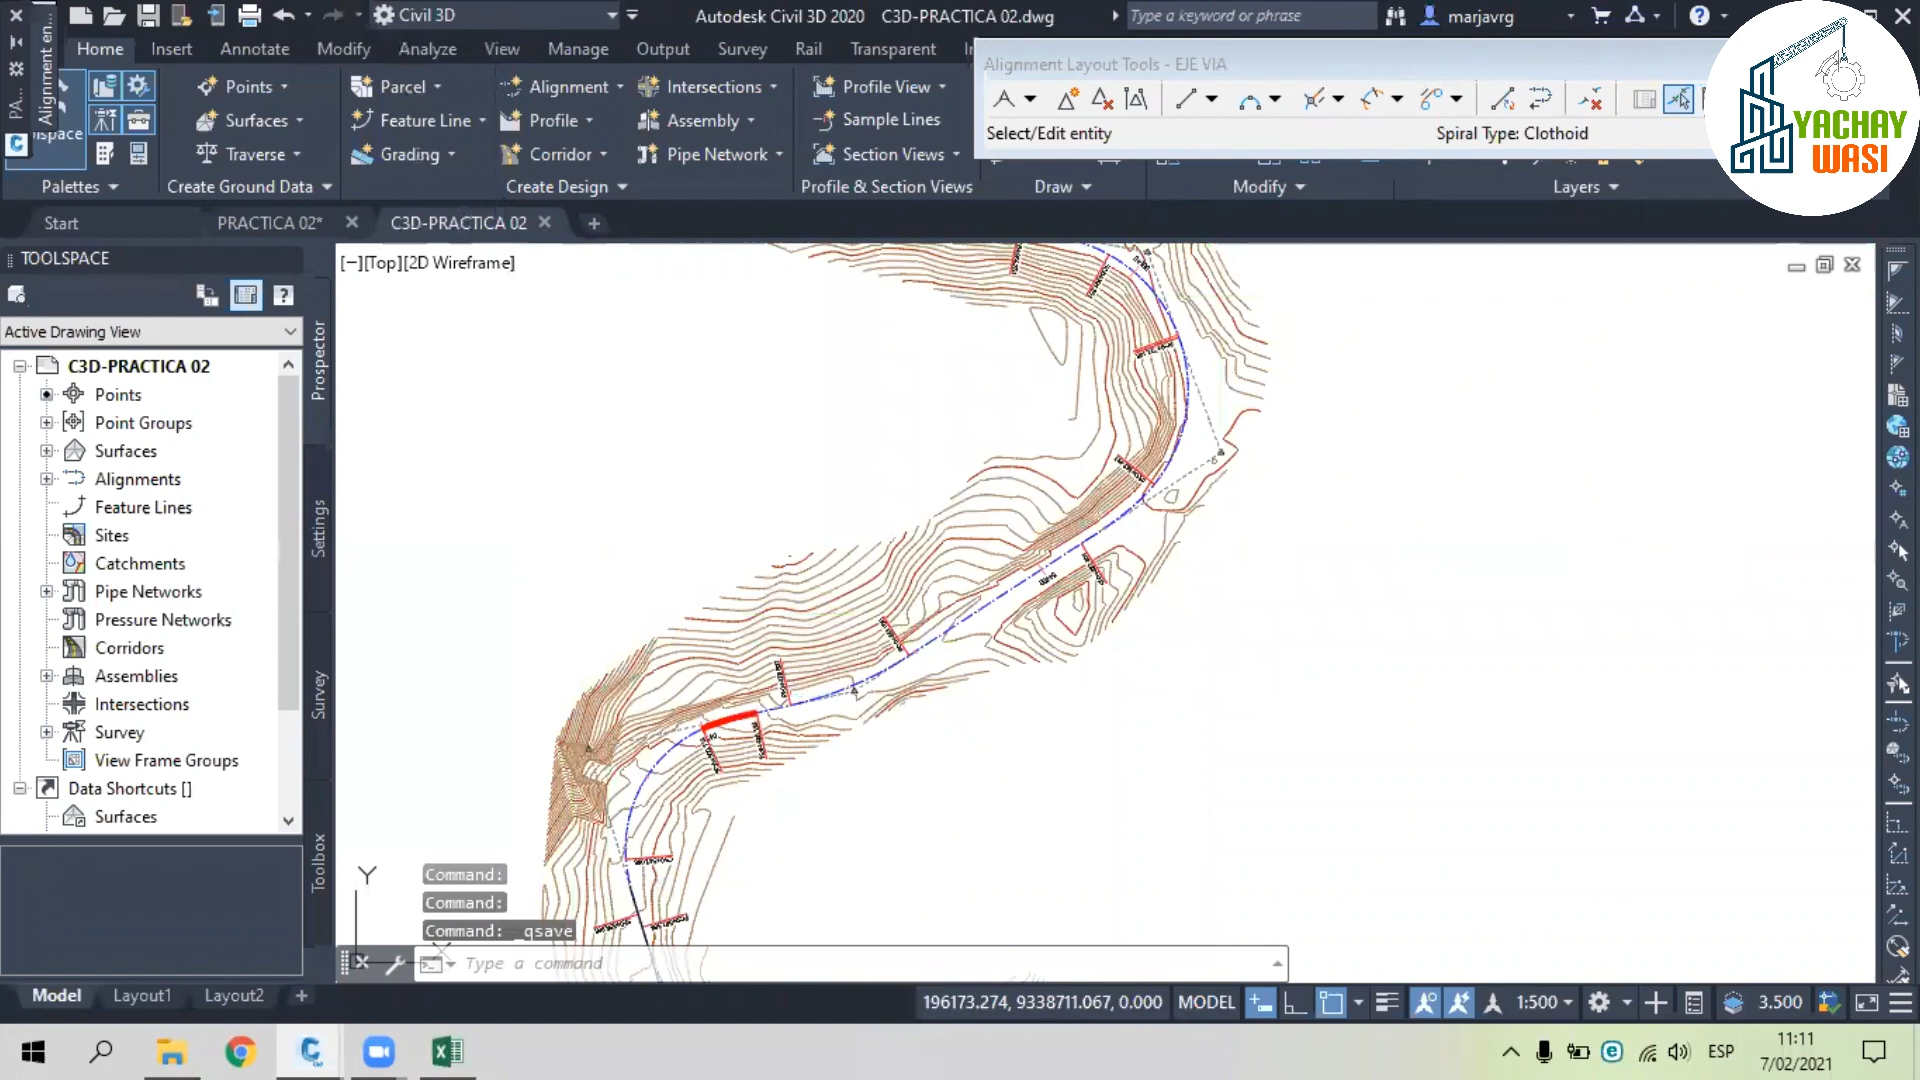 Civil 3D
Autodesk Civil 3D 2020 C3D-PRACTICA 02.dwg
Type a keyword or phrase
marjavrg
Home Insert Annotate Modify Analyze View Manage Output Survey Rail Transparent
Alignment Layout Tools - EJE VIA
Points Parcel Alignment Intersections Profile View
Surfaces Feature Line Profile Assembly Sample Lines
Select/Edit entity Spiral Type: Clothoid
Traverse Grading Corridor Pipe Network Section Views
Palettes Create Ground Data Create Design Profile & Section Views Draw Modify Layers
YACHAY
WASI
Start PRACTICA 02* C3D-PRACTICA 02
TOOLSPACE
[−][Top][2D Wireframe]
Active Drawing View
C3D-PRACTICA 02
Points
Point Groups
Surfaces
Alignments
Feature Lines
Sites
Catchments
Pipe Networks
Pressure Networks
Corridors
Assemblies
Intersections
Survey
View Frame Groups
Data Shortcuts []
Surfaces
Prospector
Settings
Survey
Toolbox
Y
X
Command:
Command:
Command: _qsave
Type a command
Model Layout1 Layout2
196173.274, 9338711.067, 0.000 MODEL 1:500 3.500
ESP
11:11
7/02/2021